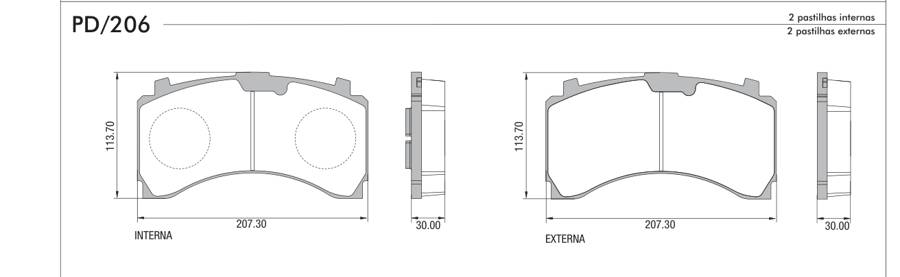 PD/206
2 pastilhas internas
2 pastilhas externas
113.70
207.30
30.00
INTERNA
113.70
207.30
30.00
EXTERNA